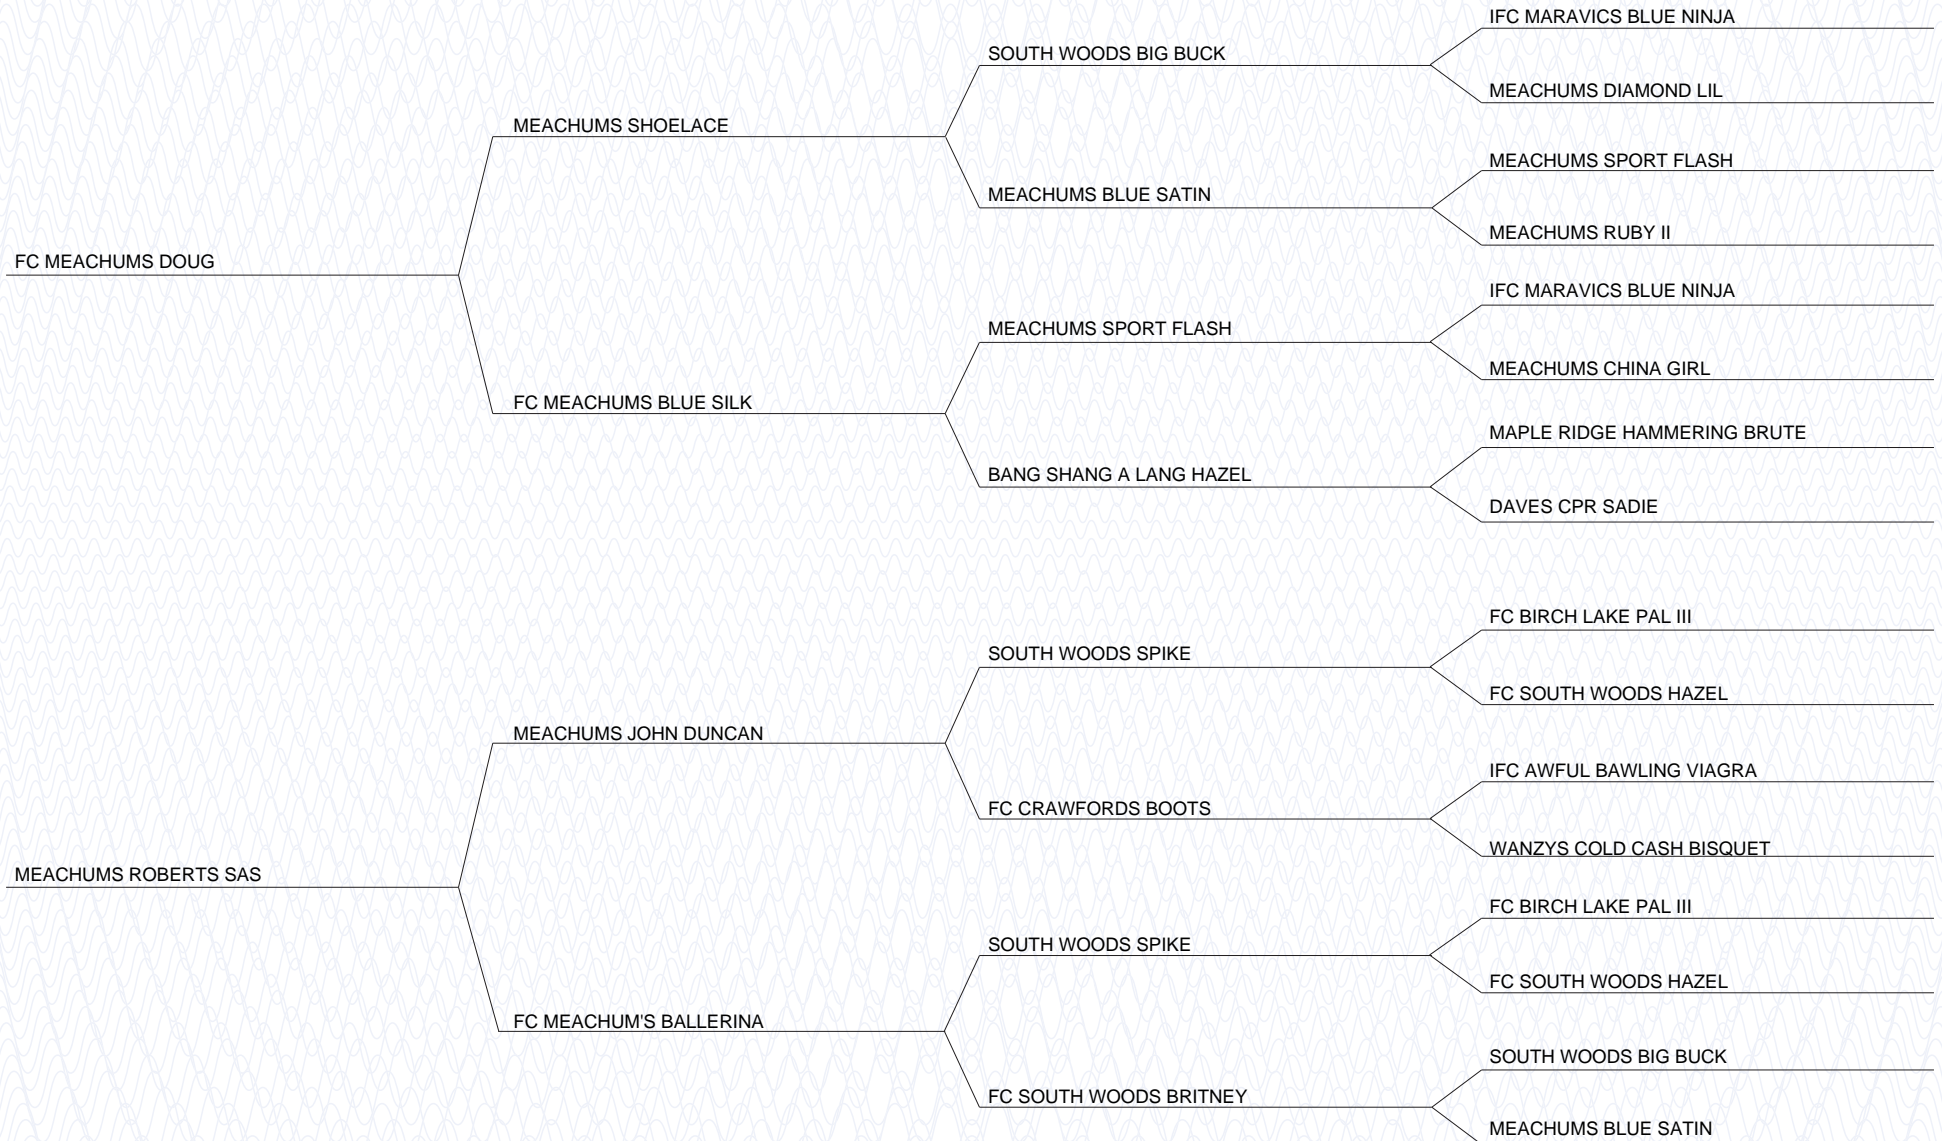 IFC MARAVICS BLUE NINJA
SOUTH WOODS BIG BUCK
MEACHUMS DIAMOND LIL
MEACHUMS SHOELACE
MEACHUMS SPORT FLASH
MEACHUMS BLUE SATIN
MEACHUMS RUBY II
FC MEACHUMS DOUG
IFC MARAVICS BLUE NINJA
MEACHUMS SPORT FLASH
MEACHUMS CHINA GIRL
FC MEACHUMS BLUE SILK
MAPLE RIDGE HAMMERING BRUTE
BANG SHANG A LANG HAZEL
DAVES CPR SADIE
FC BIRCH LAKE PAL III
SOUTH WOODS SPIKE
FC SOUTH WOODS HAZEL
MEACHUMS JOHN DUNCAN
IFC AWFUL BAWLING VIAGRA
FC CRAWFORDS BOOTS
WANZYS COLD CASH BISQUET
MEACHUMS ROBERTS SAS
FC BIRCH LAKE PAL III
SOUTH WOODS SPIKE
FC SOUTH WOODS HAZEL
FC MEACHUM'S BALLERINA
SOUTH WOODS BIG BUCK
FC SOUTH WOODS BRITNEY
MEACHUMS BLUE SATIN